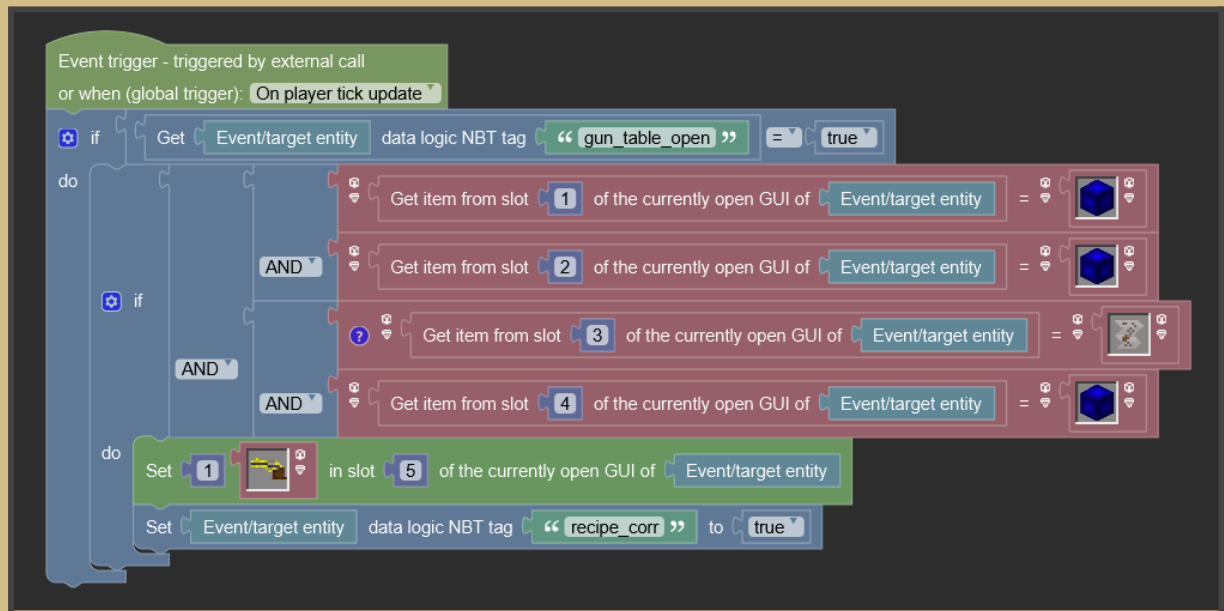 Event trigger - triggered by external call
or when (global trigger): On player tick update
if Get Event/target entity data logic NBT tag “ gun_table_open ” = true
do
Get item from slot 1 of the currently open GUI of Event/target entity =
AND Get item from slot 2 of the currently open GUI of Event/target entity =
if
? Get item from slot 3 of the currently open GUI of Event/target entity =
AND
AND Get item from slot 4 of the currently open GUI of Event/target entity =
do
Set 1 in slot 5 of the currently open GUI of Event/target entity
Set Event/target entity data logic NBT tag “ recipe_corr ” to true